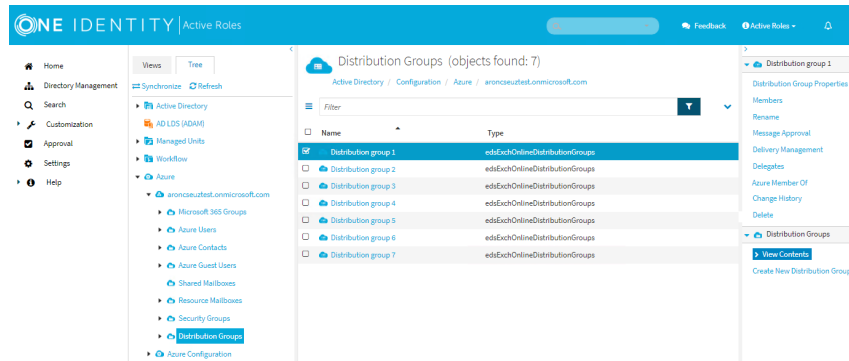 ONE IDENTITY Active Roles
Feedback
Active Roles
Home
Directory Management
Search
Customization
Approval
Settings
Help
Views Tree
Synchronize Refresh
Active Directory
AD LDS (ADAM)
Managed Units
Workflow
Azure
aroncseuztest.onmicrosoft.com
Microsoft 365 Groups
Azure Users
Azure Contacts
Azure Guest Users
Shared Mailboxes
Resource Mailboxes
Security Groups
Distribution Groups
Azure Configuration
Distribution Groups (objects found: 7)
Active Directory / Configuration / Azure / aroncseuztest.onmicrosoft.com
Filter
Name Type
Distribution group 1 edsExchOnlineDistributionGroups
Distribution group 2 edsExchOnlineDistributionGroups
Distribution group 3 edsExchOnlineDistributionGroups
Distribution group 4 edsExchOnlineDistributionGroups
Distribution group 5 edsExchOnlineDistributionGroups
Distribution group 6 edsExchOnlineDistributionGroups
Distribution group 7 edsExchOnlineDistributionGroups
Distribution group 1
Distribution Group Properties
Members
Rename
Message Approval
Delivery Management
Delegates
Azure Member Of
Change History
Delete
Distribution Groups
View Contents
Create New Distribution Group